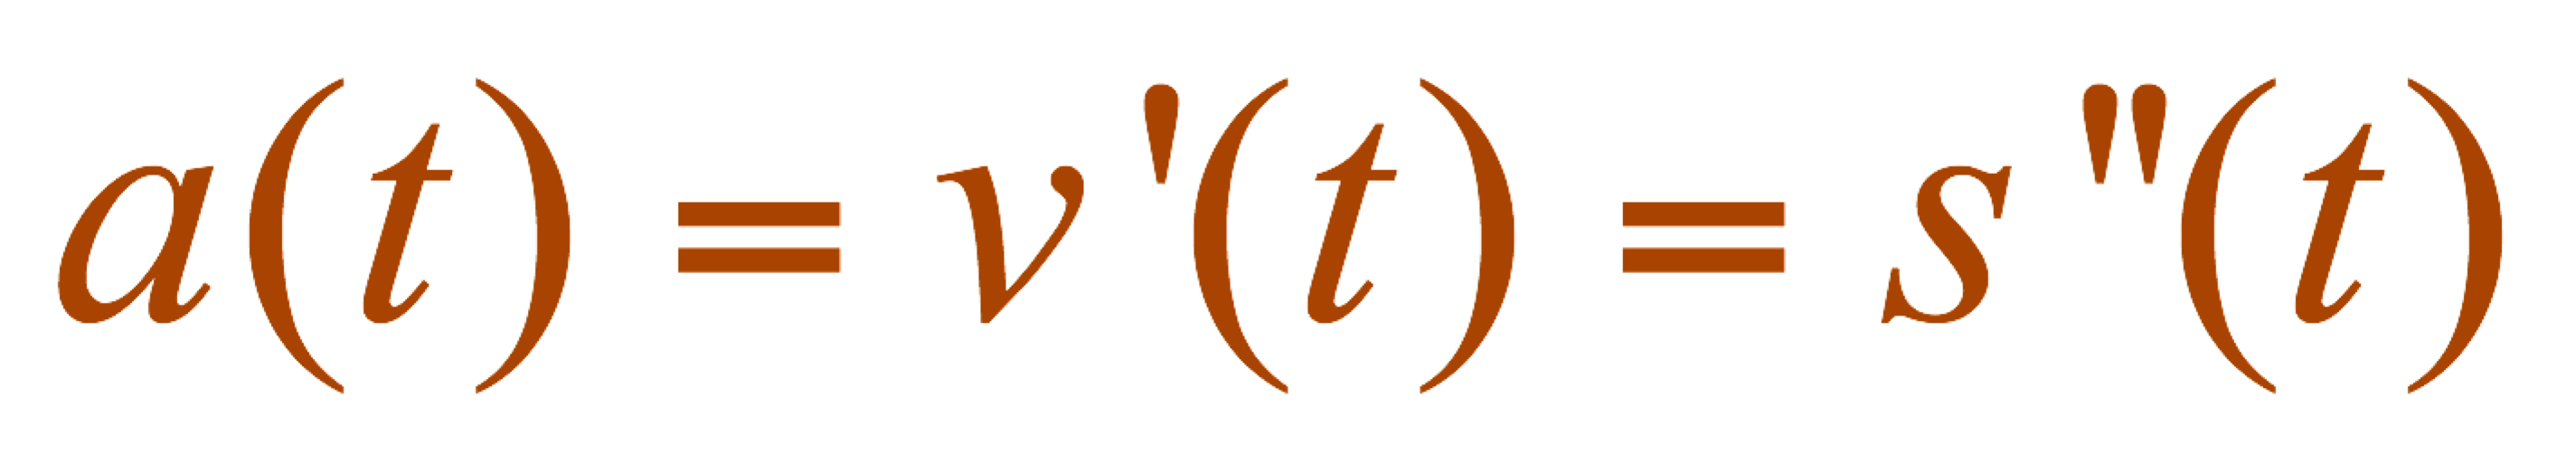 a(t) = v'(t) = s"(t)